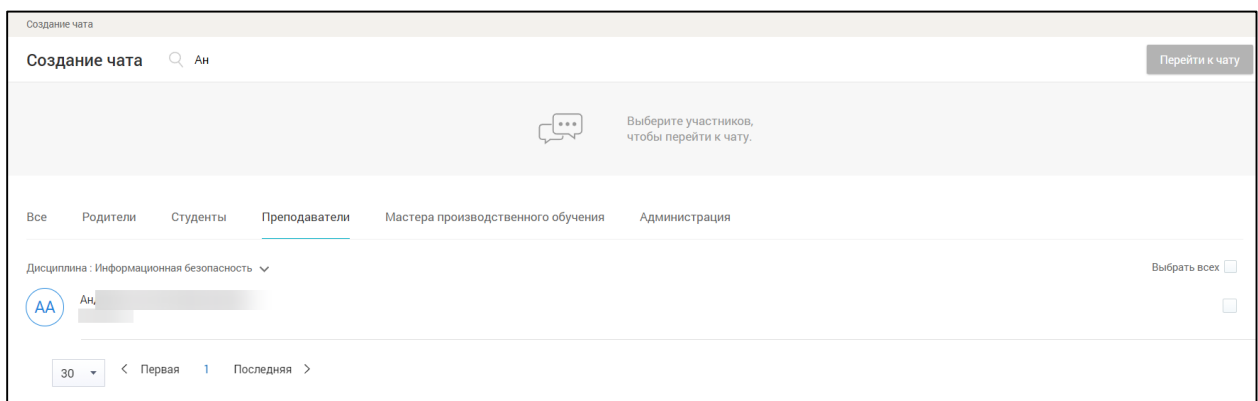 Создание чата
Создание чата Ан Перейти к чату
Выберите участников,
чтобы перейти к чату.
Все Родители Студенты Преподаватели Мастера производственного обучения Администрация
Дисциплина : Информационная безопасность Выбрать всех
АА
30 Первая 1 Последняя